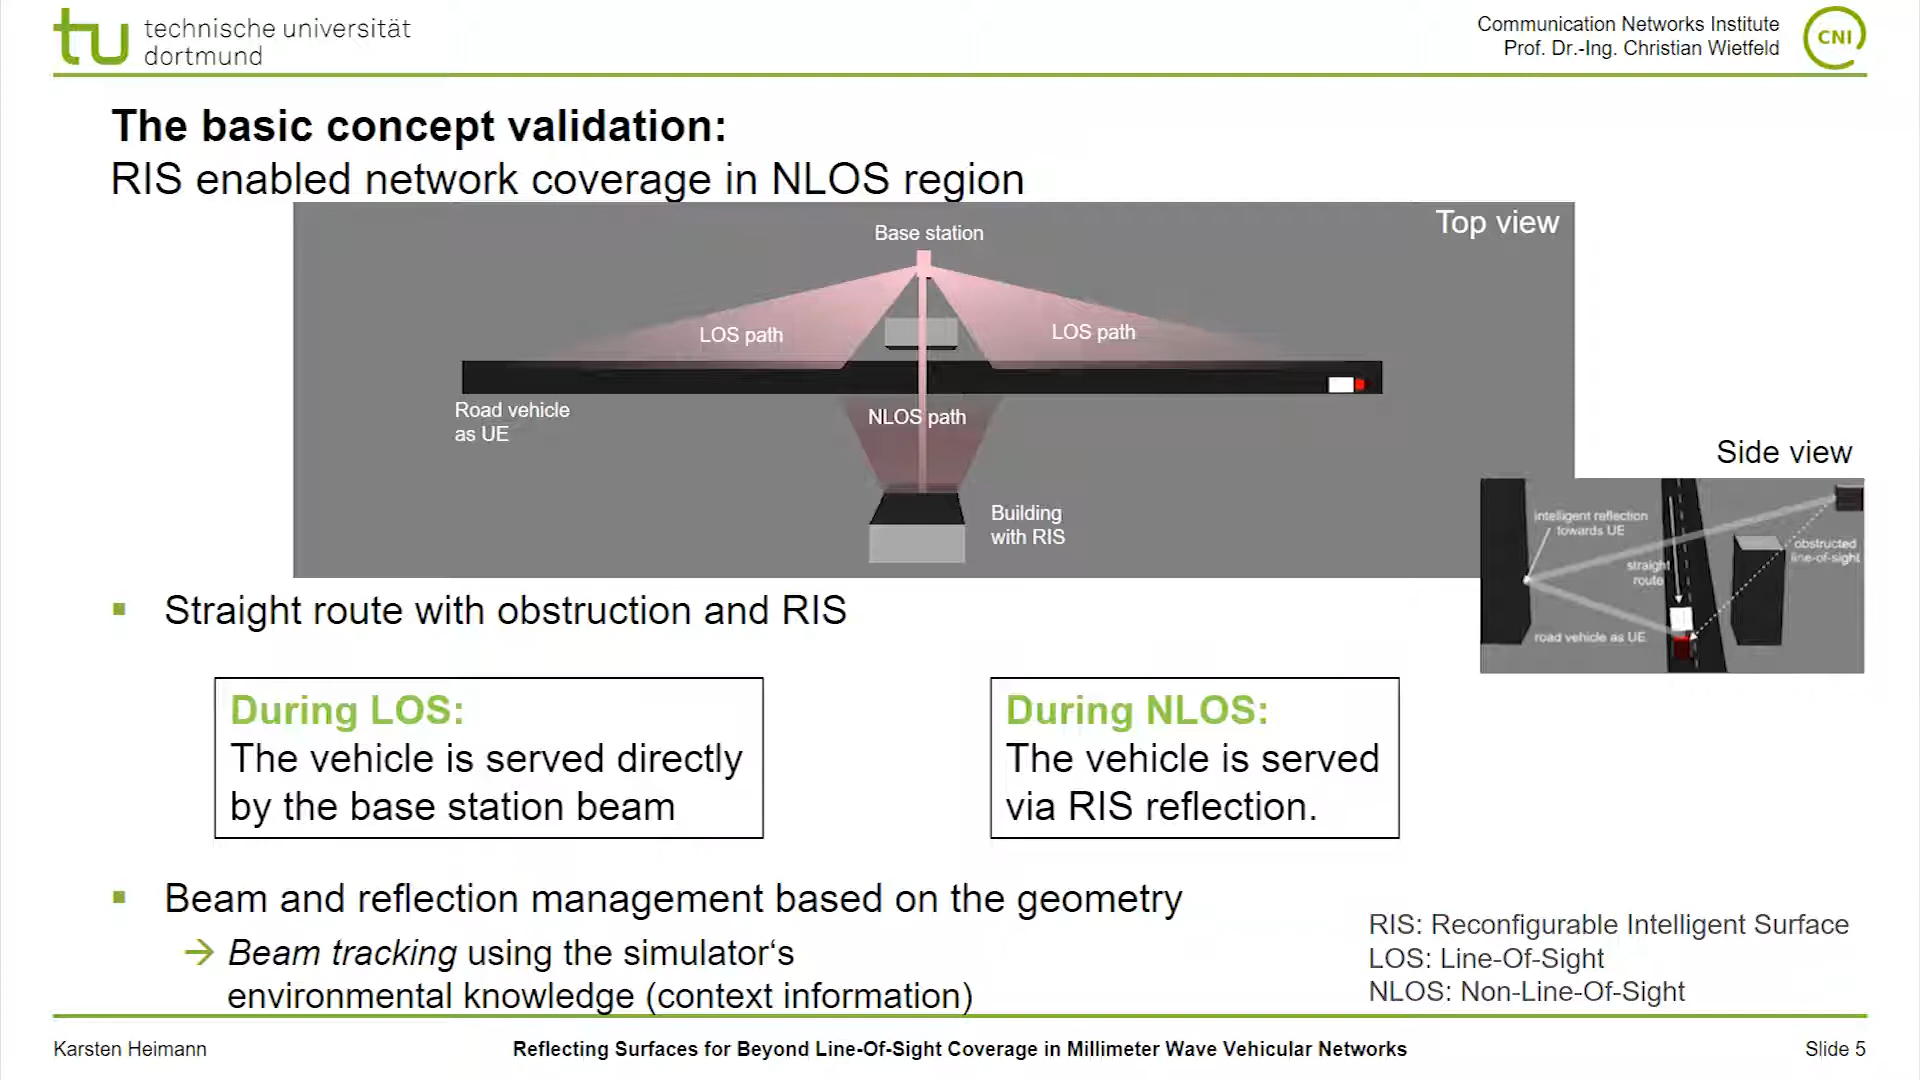 technische universität
dortmund
Communication Networks Institute
Prof. Dr.-Ing. Christian Wietfeld
CNI
The basic concept validation:
RIS enabled network coverage in NLOS region
Top view
Base station
LOS path
LOS path
Road vehicle
as UE
NLOS path
Building
with RIS
Side view
intelligent reflection
towards UE
obstructed
line-of-sight
straight
route
road vehicle as UE
Straight route with obstruction and RIS
During LOS:
The vehicle is served directly
by the base station beam
During NLOS:
The vehicle is served
via RIS reflection.
Beam and reflection management based on the geometry
→ Beam tracking using the simulator‘s
environmental knowledge (context information)
RIS: Reconfigurable Intelligent Surface
LOS: Line-Of-Sight
NLOS: Non-Line-Of-Sight
Karsten Heimann
Reflecting Surfaces for Beyond Line-Of-Sight Coverage in Millimeter Wave Vehicular Networks
Slide 5